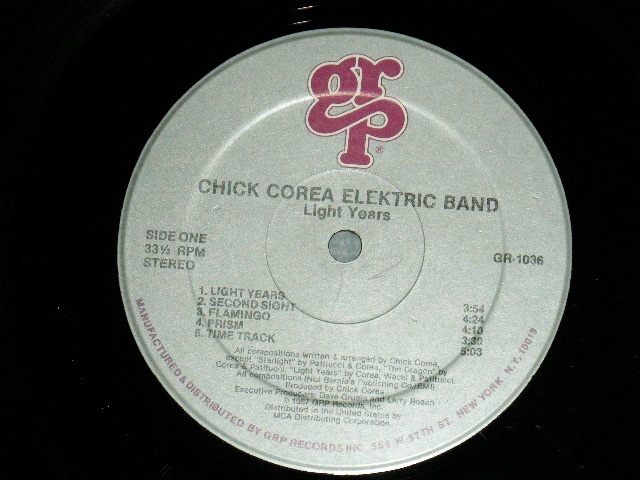 grp®
CHICK COREA ELEKTRIC BAND
Light Years
SIDE ONE
33⅓ RPM
STEREO
GR-1036
1. LIGHT YEARS 3:54
2. SECOND SIGHT 4:24
3. FLAMINGO 4:10
4. PRISM 3:38
5. TIME TRACK 5:03
All compositions written & arranged by Chick Corea,
except "Starlight" by Patitucci & Corea, "The Dragon" by
Corea & Patitucci, "Light Years" by Corea, Wackl & Patitucci.
All compositions (Not Bernia's Publishing Co./BMI)
Produced by Chick Corea
Executive Producers: Dave Grusin and Larry Rosen
© 1987 GRP Records, Inc.
Distributed in the United States by
MCA Distributing Corporation.
MANUFACTURED & DISTRIBUTED BY GRP RECORDS INC. 555 W. 57TH ST. NEW YORK, N.Y. 10019